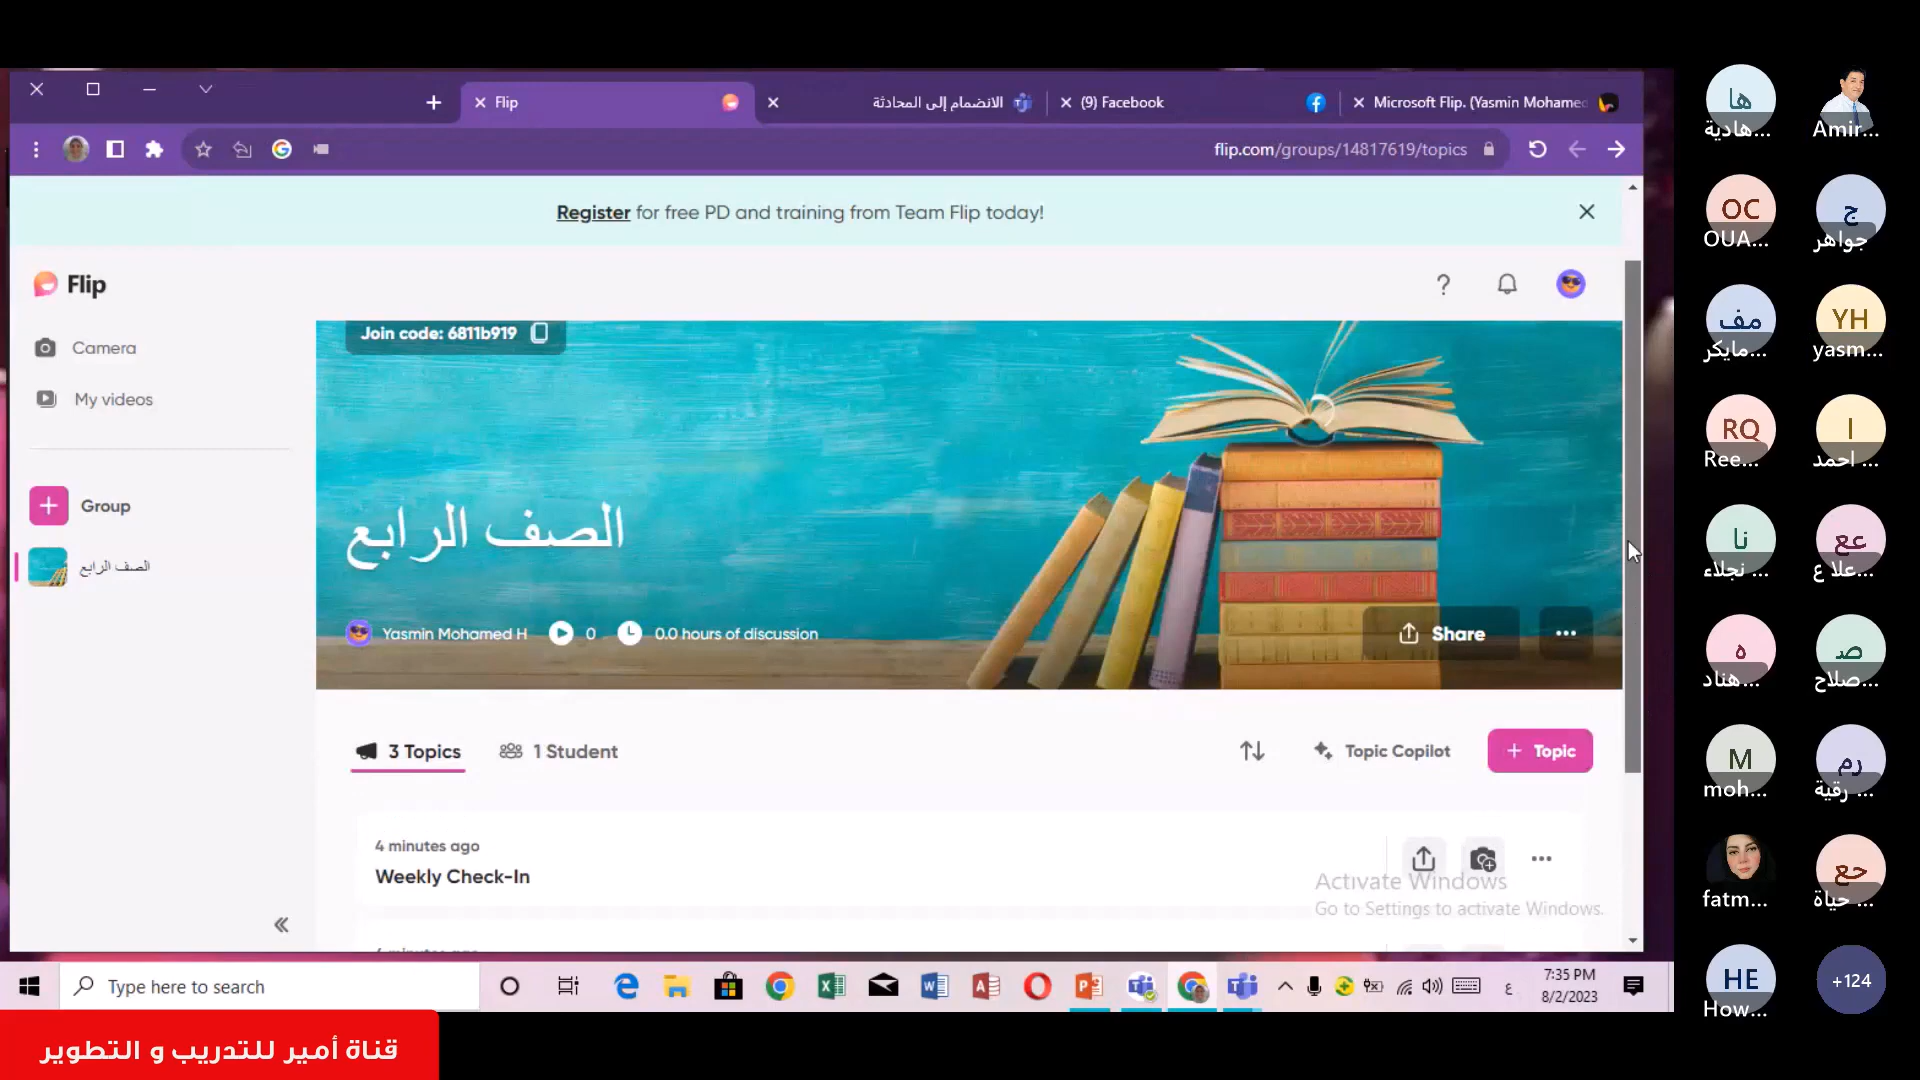 Flip
الانضمام إلى المحادثة
(9) Facebook
Microsoft Flip. (Yasmin Mohamed
flip.com/groups/14817619/topics
Register for free PD and training from Team Flip today!
Flip
Camera
My videos
Group
الصف الرابع
Join code: 6811b919
الصف الرابع
Yasmin Mohamed H
0
0.0 hours of discussion
Share
3 Topics
1 Student
Topic Copilot
+ Topic
4 minutes ago
Weekly Check-In
Activate Windows
Go to Settings to activate Windows.
Type here to search
ع
7:35 PM
8/2/2023
قناة أمير للتدريب و التطوير
ها
هادية...
Amir...
OC
OUA...
ج
جواهر
مف
مايكر...
YH
yasm...
RQ
Ree...
ا
احمد ...
نا
نجلاء ...
عع
علا ع...
ه
هناد...
ص
صلاح...
M
moh...
رم
رقية ...
fatm...
حع
حياة ...
HE
How...
+124